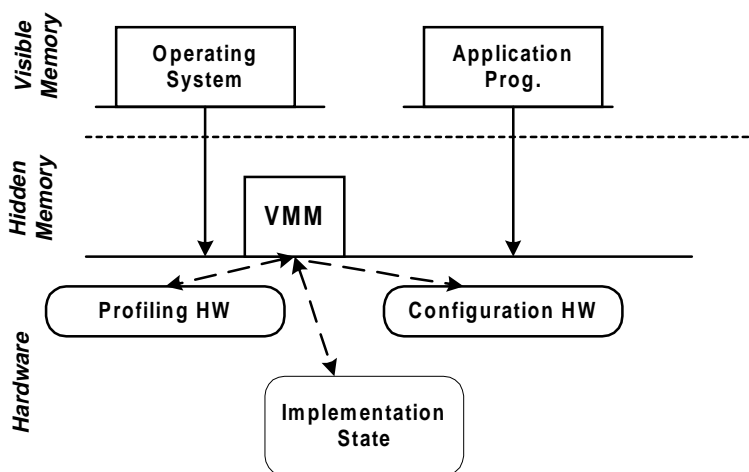 Visible
Memory
Operating
System
Application
Prog.
Hidden
Memory
VMM
Hardware
Profiling HW
Configuration HW
Implementation
State